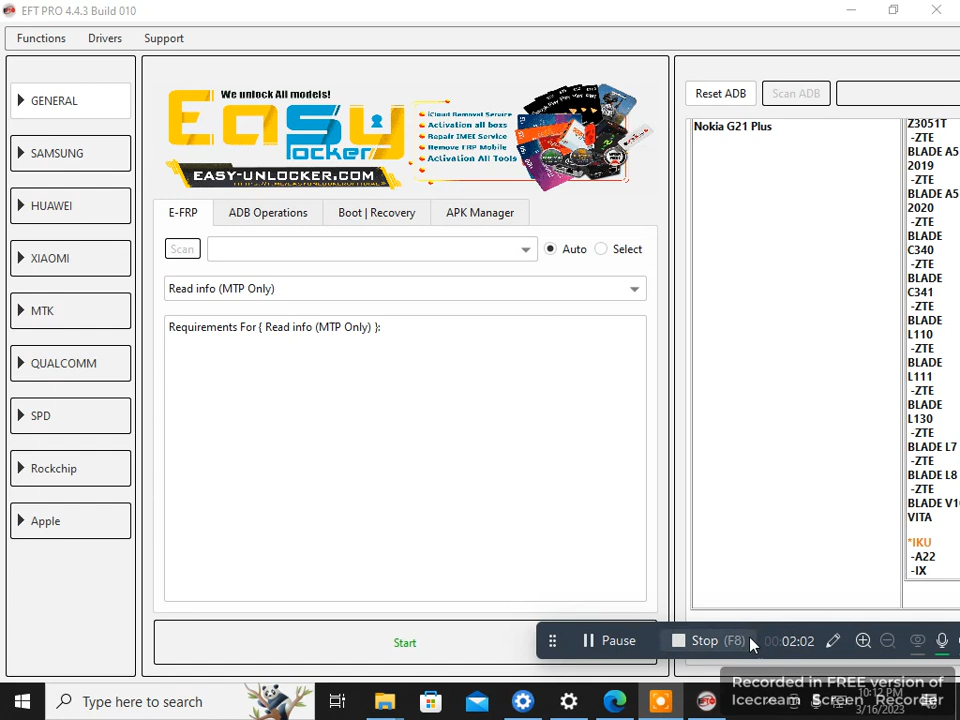 EFT PRO 4.4.3 Build 010
Functions
Drivers
Support
GENERAL
SAMSUNG
HUAWEI
XIAOMI
MTK
QUALCOMM
SPD
Rockchip
Apple
We unlock All models!
Easy
locker
EASY-UNLOCKER.COM
iCloud Removal Service
Activation all boxs
Repair IMEI Service
Remove FRP Mobile
Activation All Tools
E-FRP
ADB Operations
Boot | Recovery
APK Manager
Scan
Auto
Select
Read info (MTP Only)
Requirements For { Read info (MTP Only) }:
Start
Reset ADB
Scan ADB
Nokia G21 Plus
Z3051T
-ZTE
BLADE A5
2019
-ZTE
BLADE A5
2020
-ZTE
BLADE
C340
-ZTE
BLADE
C341
-ZTE
BLADE
L110
-ZTE
BLADE
L111
-ZTE
BLADE
L130
-ZTE
BLADE L7
-ZTE
BLADE L8
-ZTE
BLADE V10
VITA
*IKU
-A22
-IX
Pause
Stop (F8)
00:02:02
Type here to search
Recorded in FREE version of
Icecream Screen Recorder
10:12 PM
3/16/2023